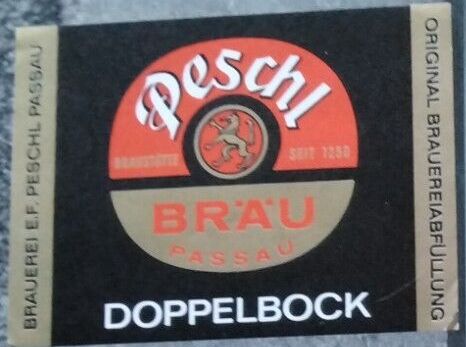 BRAUEREI E.F. PESCHL PASSAU
Peschl
BRAUSTÄTTE SEIT 1259
BRÄU
PASSAU
DOPPELBOCK
ORIGINAL BRAUEREIABFÜLLUNG